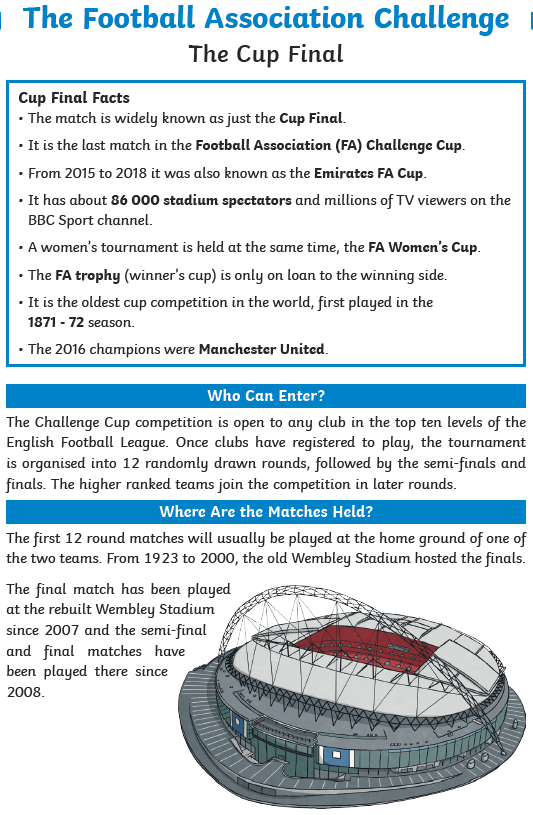 The Football Association Challenge
The Cup Final
Cup Final Facts
• The match is widely known as just the Cup Final.
• It is the last match in the Football Association (FA) Challenge Cup.
• From 2015 to 2018 it was also known as the Emirates FA Cup.
• It has about 86 000 stadium spectators and millions of TV viewers on the
BBC Sport channel.
• A women's tournament is held at the same time, the FA Women's Cup.
• The FA trophy (winner's cup) is only on loan to the winning side.
• It is the oldest cup competition in the world, first played in the
1871 - 72 season.
• The 2016 champions were Manchester United.
Who Can Enter?
The Challenge Cup competition is open to any club in the top ten levels of the
English Football League. Once clubs have registered to play, the tournament
is organised into 12 randomly drawn rounds, followed by the semi-finals and
finals. The higher ranked teams join the competition in later rounds.
Where Are the Matches Held?
The first 12 round matches will usually be played at the home ground of one of
the two teams. From 1923 to 2000, the old Wembley Stadium hosted the finals.
The final match has been played
at the rebuilt Wembley Stadium
since 2007 and the semi-final
and final matches have
been played there since
2008.